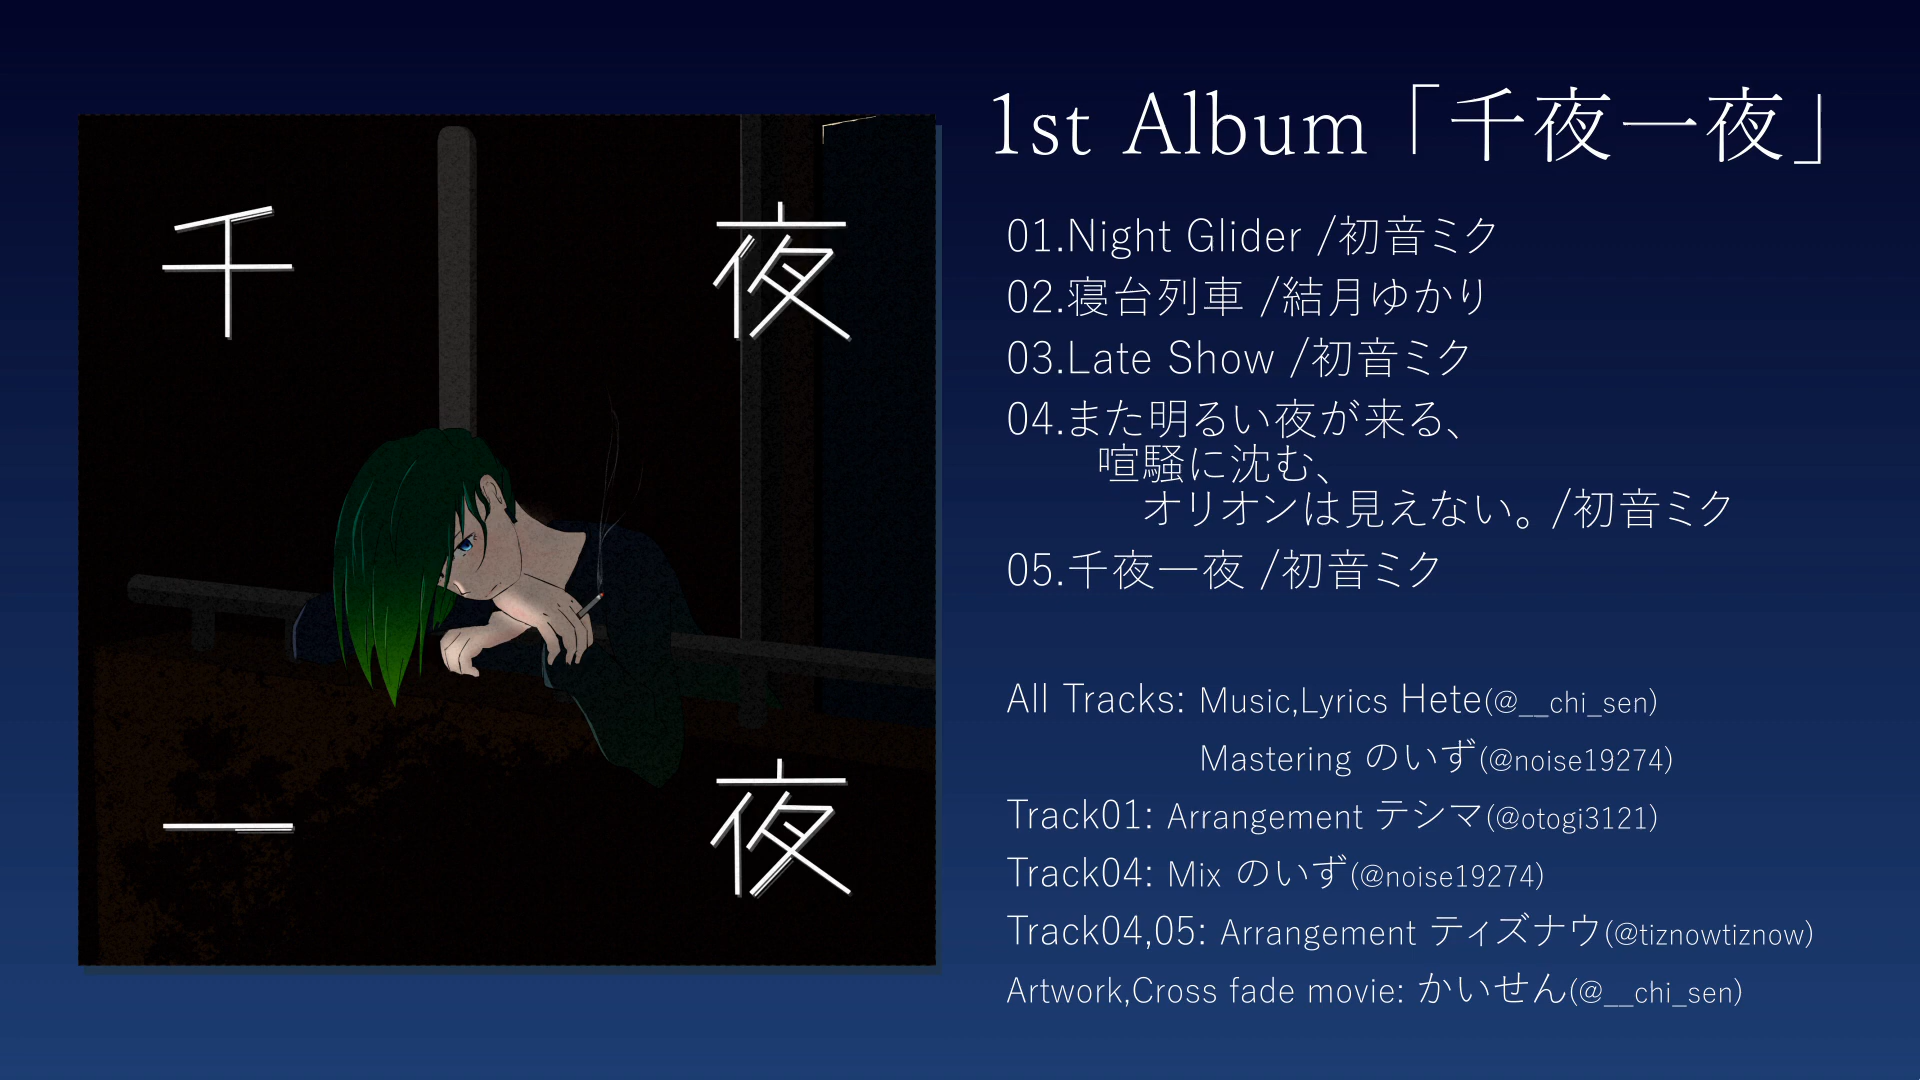 千 夜
一 夜
1st Album「千夜一夜」
01.Night Glider /初音ミク
02.寝台列車 /結月ゆかり
03.Late Show /初音ミク
04.また明るい夜が来る、
喧騒に沈む、
オリオンは見えない。/初音ミク
05.千夜一夜 /初音ミク
All Tracks: Music,Lyrics Hete(@__chi_sen)
Mastering のいず(@noise19274)
Track01: Arrangement テシマ(@otogi3121)
Track04: Mix のいず(@noise19274)
Track04,05: Arrangement ティズナウ(@tiznowtiznow)
Artwork,Cross fade movie: かいせん(@__chi_sen)